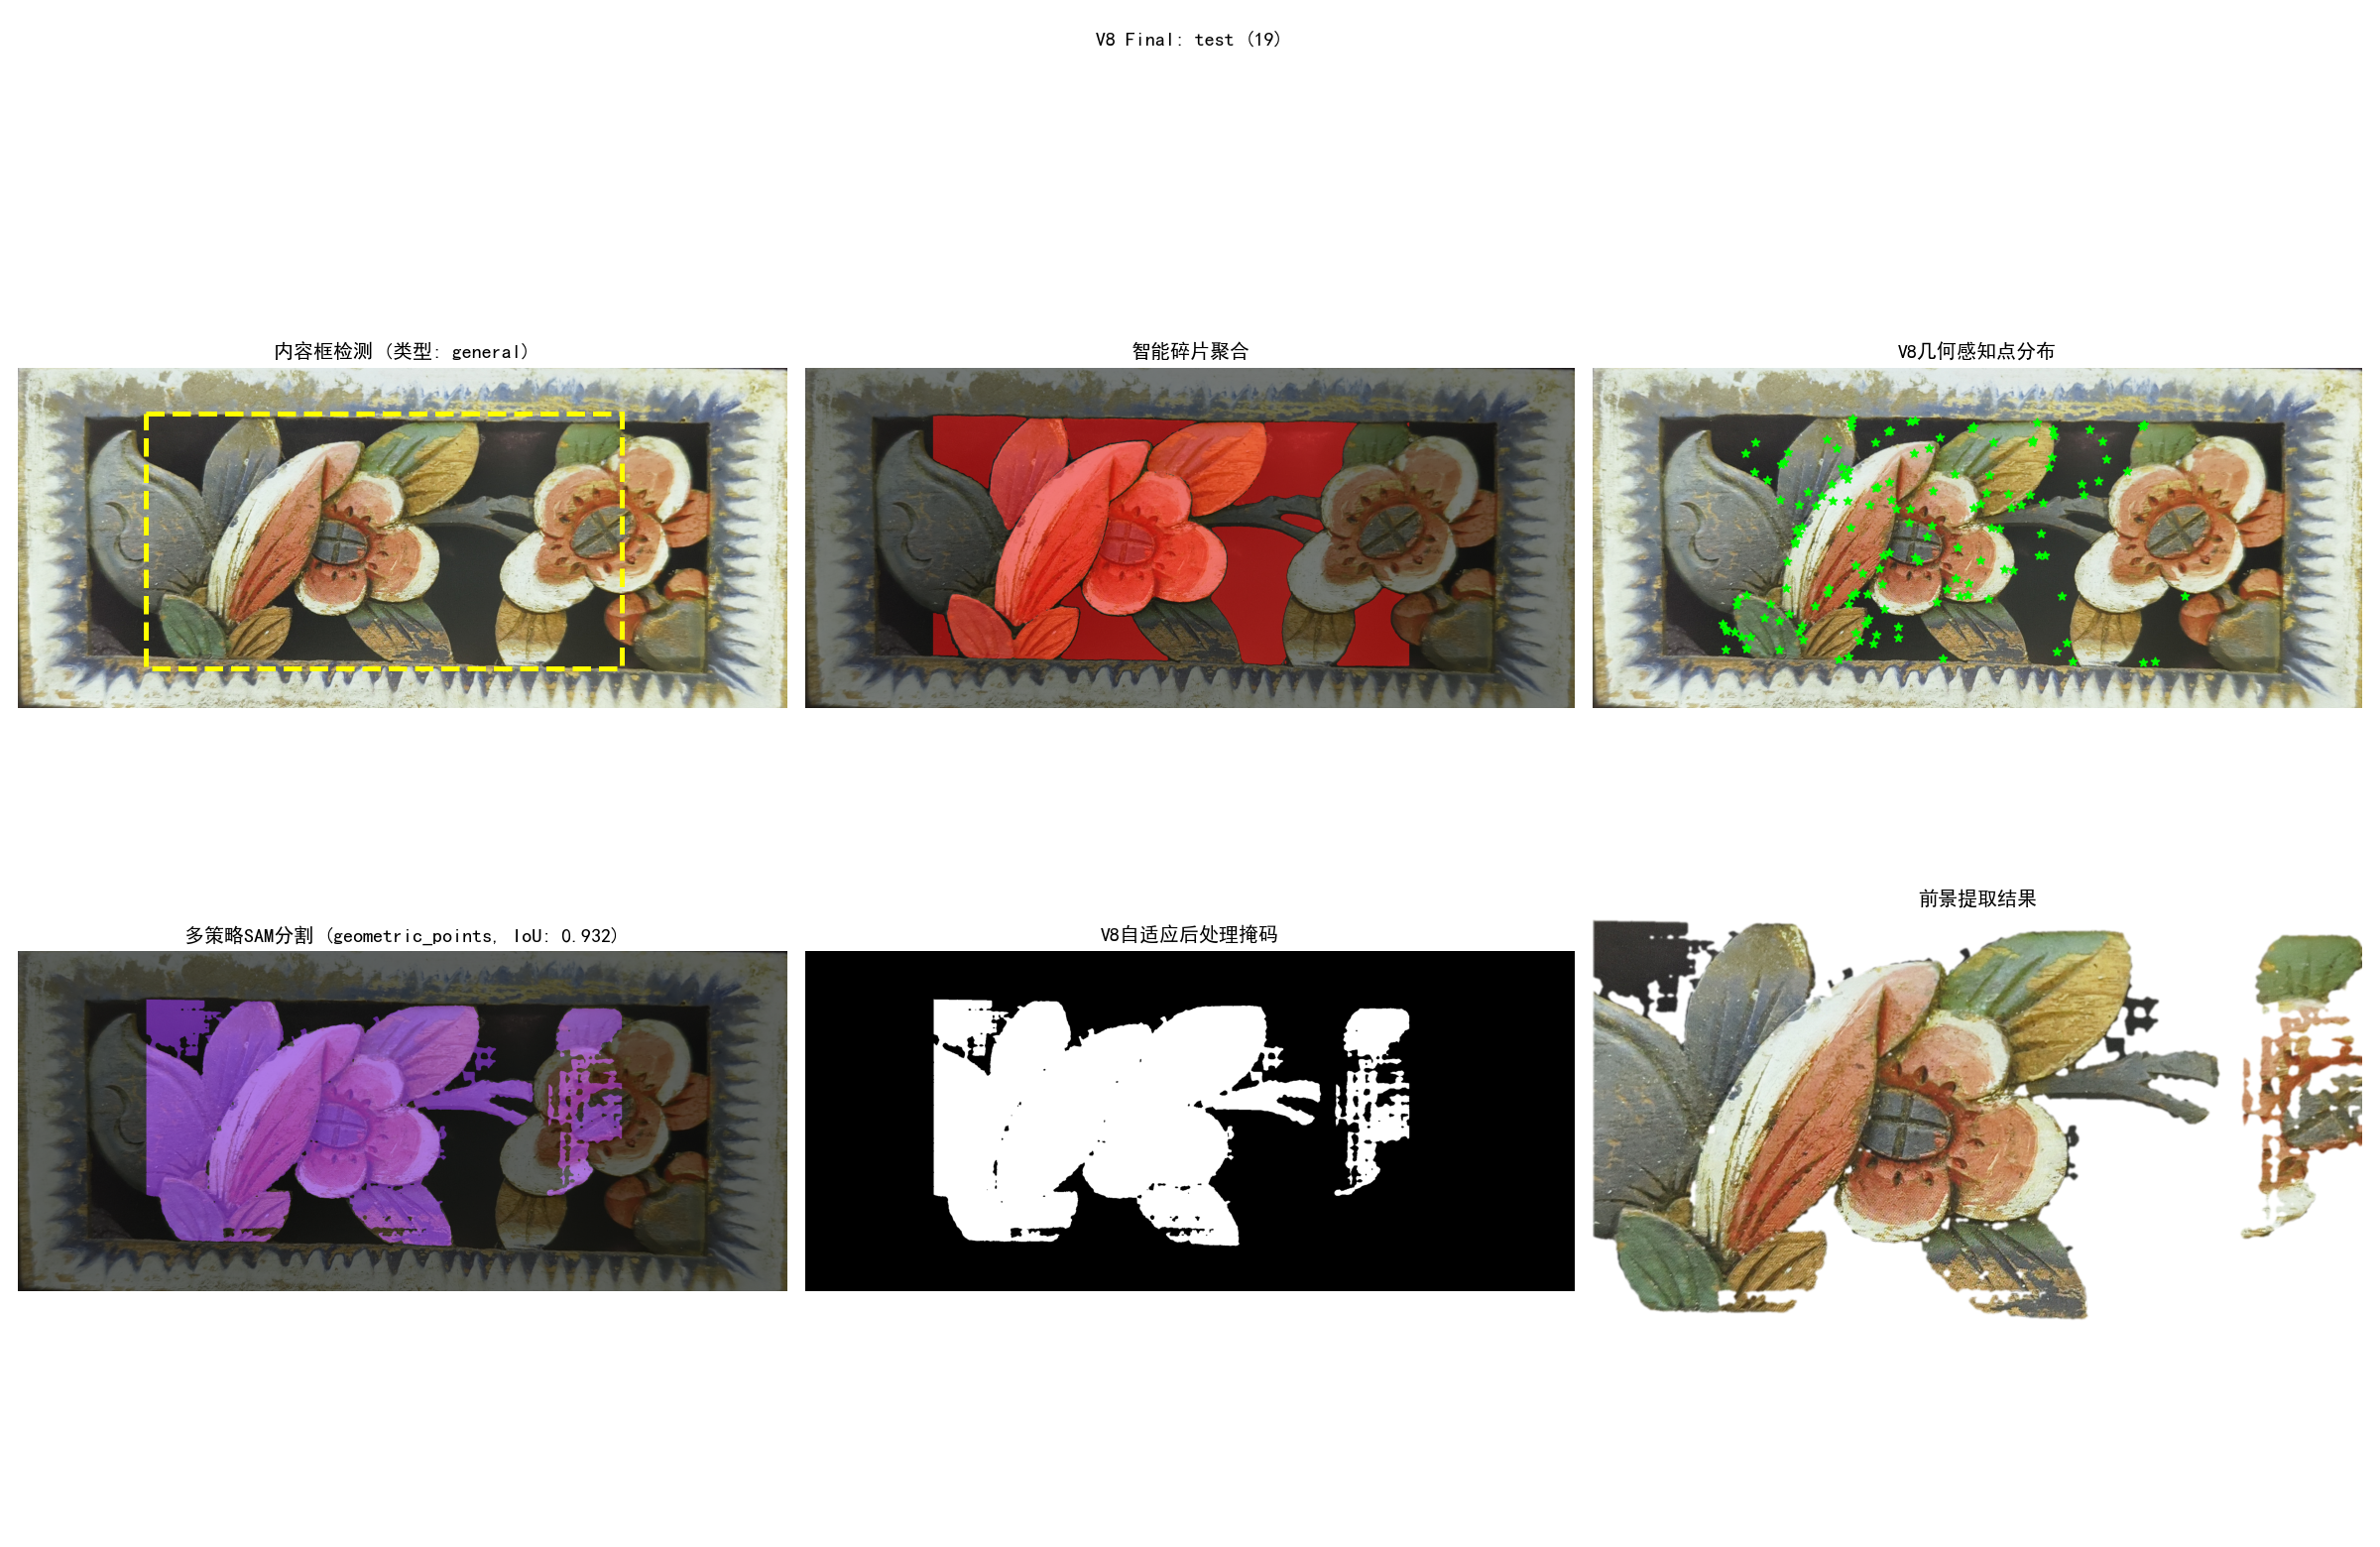 V8 Final: test (19)
内容框检测 (类型: general)
智能碎片聚合
V8几何感知点分布
多策略SAM分割 (geometric_points, IoU: 0.932)
V8自适应后处理掩码
前景提取结果